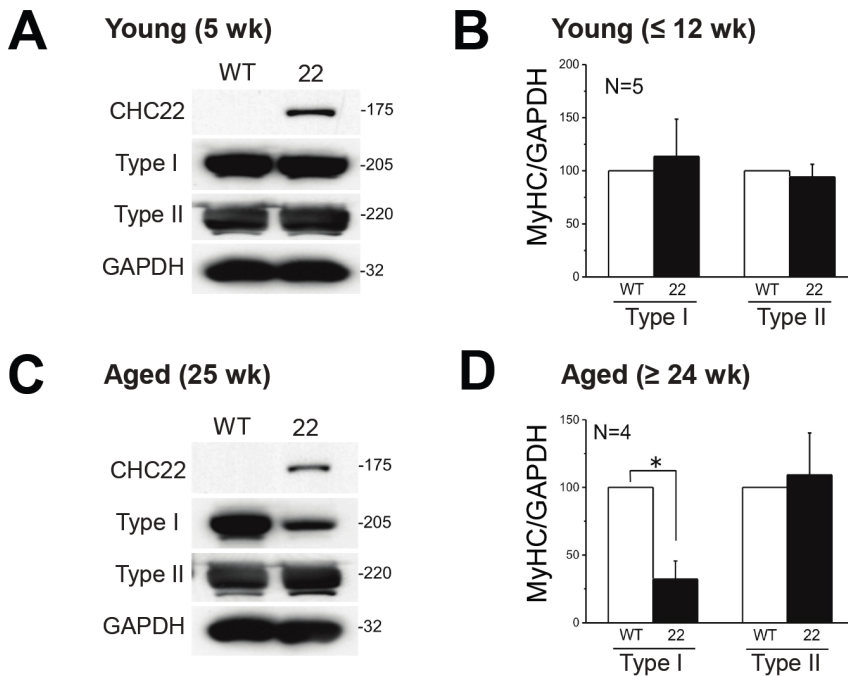 A
Young (5 wk)
WT 22
CHC22 -175
Type I -205
Type II -220
GAPDH -32
B
Young (≤ 12 wk)
MyHC/GAPDH
200
150
100
50
0
N=5
WT 22 WT 22
Type I Type II
C
Aged (25 wk)
WT 22
CHC22 -175
Type I -205
Type II -220
GAPDH -32
D
Aged (≥ 24 wk)
MyHC/GAPDH
150
100
50
0
N=4
*
WT 22 WT 22
Type I Type II